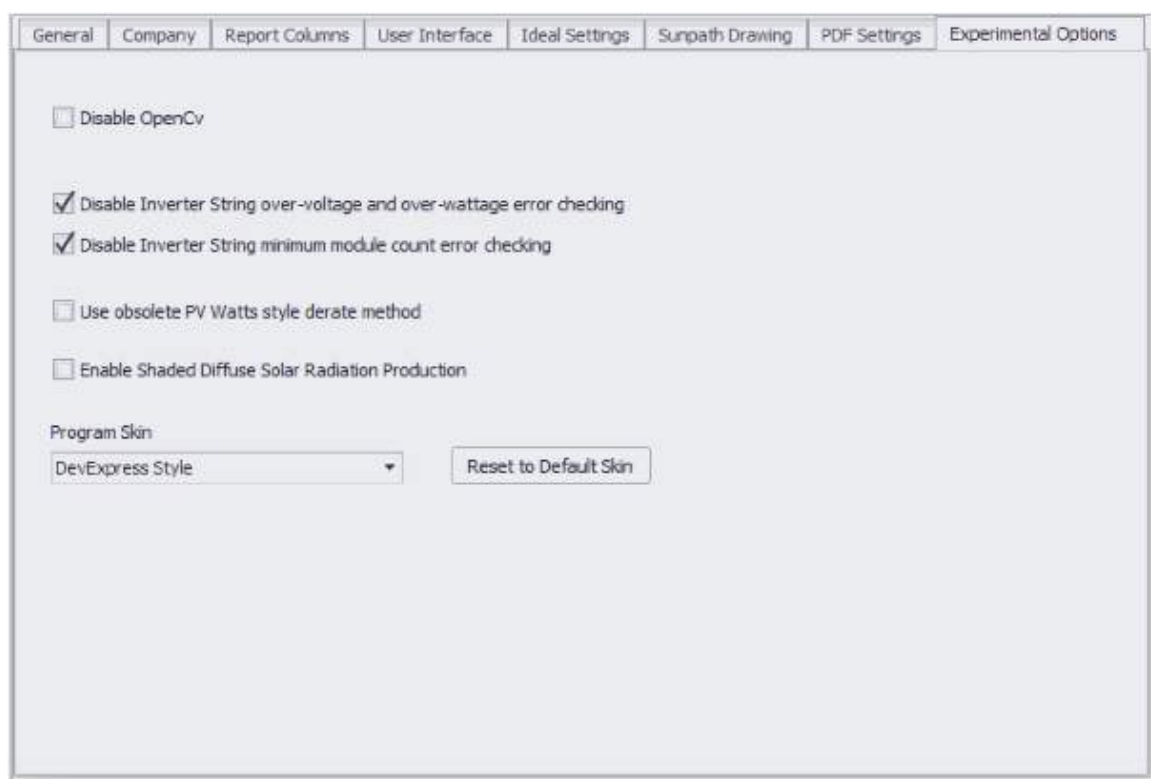 General Company Report Columns User Interface Ideal Settings Sunpath Drawing PDF Settings Experimental Options
Disable OpenCv
Disable Inverter String over-voltage and over-wattage error checking
Disable Inverter String minimum module count error checking
Use obsolete PV Watts style derate method
Enable Shaded Diffuse Solar Radiation Production
Program Skin
DevExpress Style Reset to Default Skin